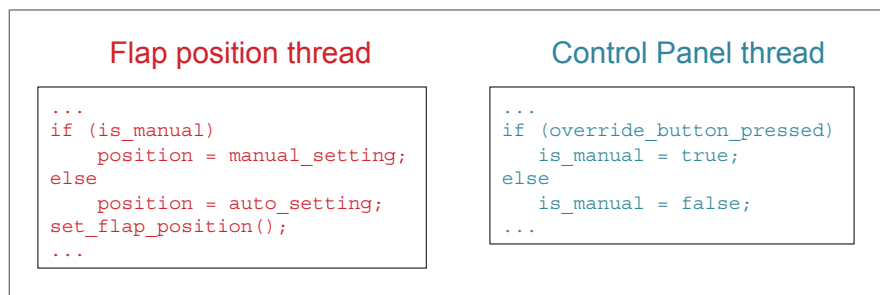 Flap position thread
...
if (is_manual)
    position = manual_setting;
else
    position = auto_setting;
set_flap_position();
...
Control Panel thread
...
if (override_button_pressed)
   is_manual = true;
else
   is_manual = false;
...